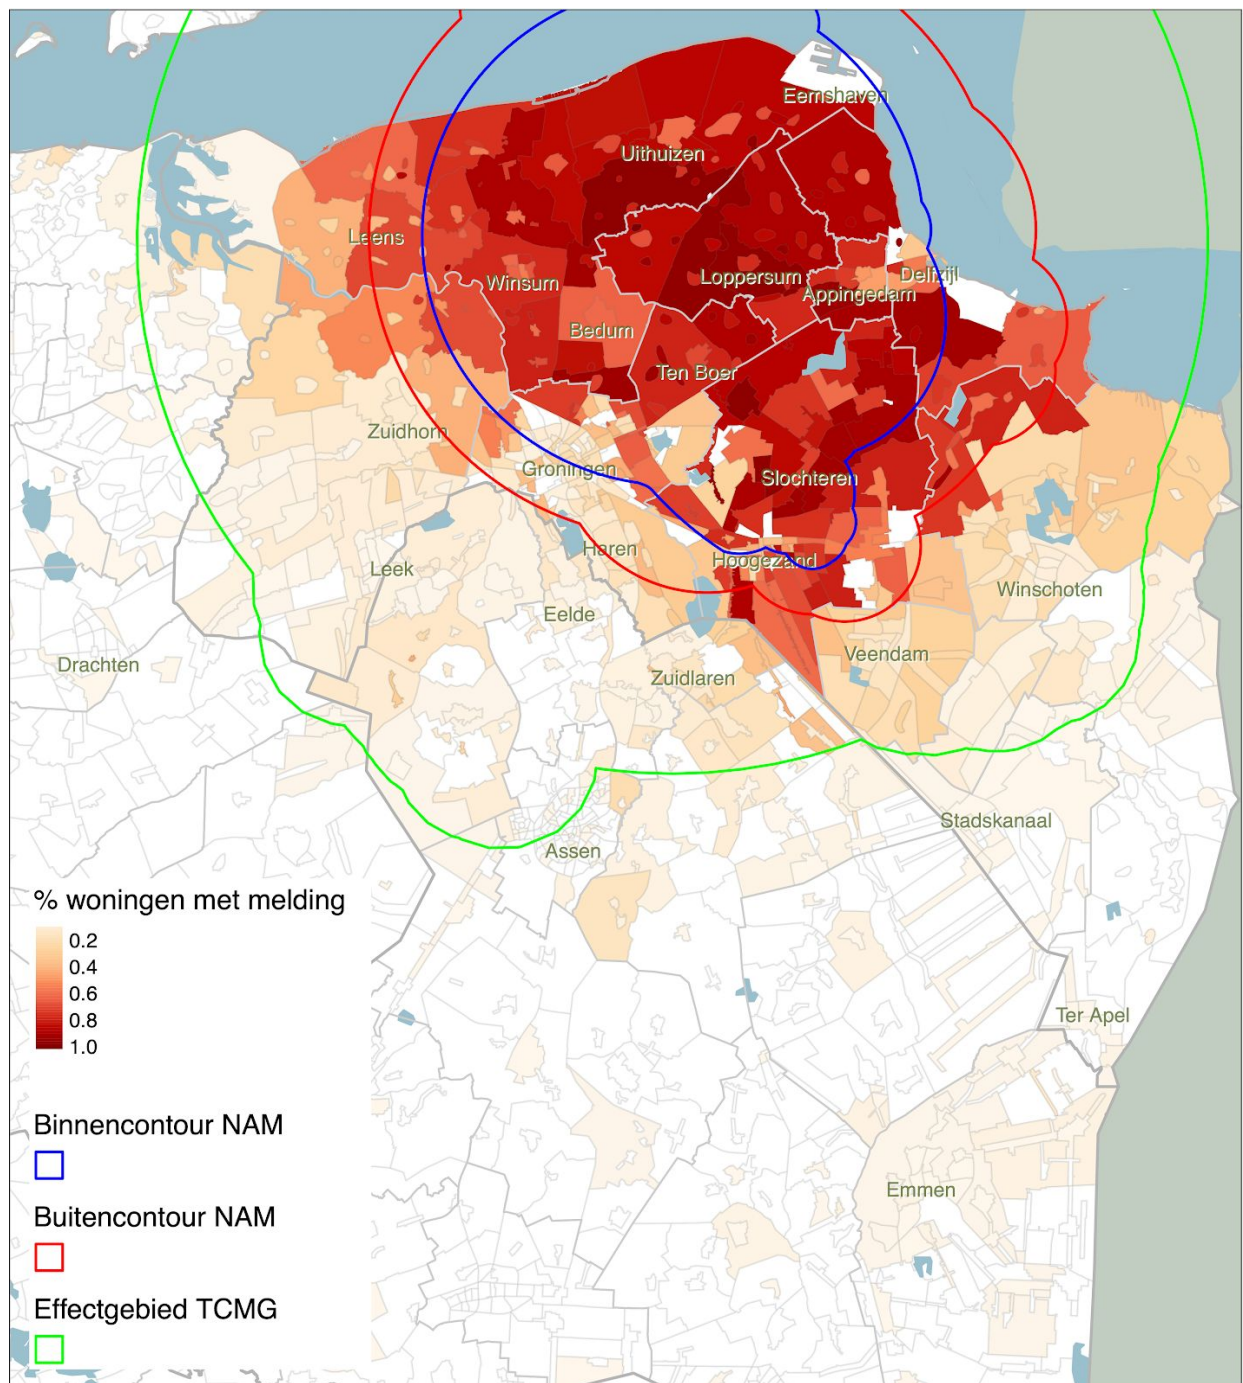 Eemshaven
Uithuizen
Leens
Winsum
Loppersum
Delfzijl
Appingedam
Bedum
Ten Boer
Zuidhorn
Groningen
Slochteren
Haren
Hoogezand
Leek
Winschoten
Eelde
Drachten
Zuidlaren
Veendam
Stadskanaal
Assen
Ter Apel
Emmen
% woningen met melding
0.2
0.4
0.6
0.8
1.0
Binnencontour NAM
Buitencontour NAM
Effectgebied TCMG